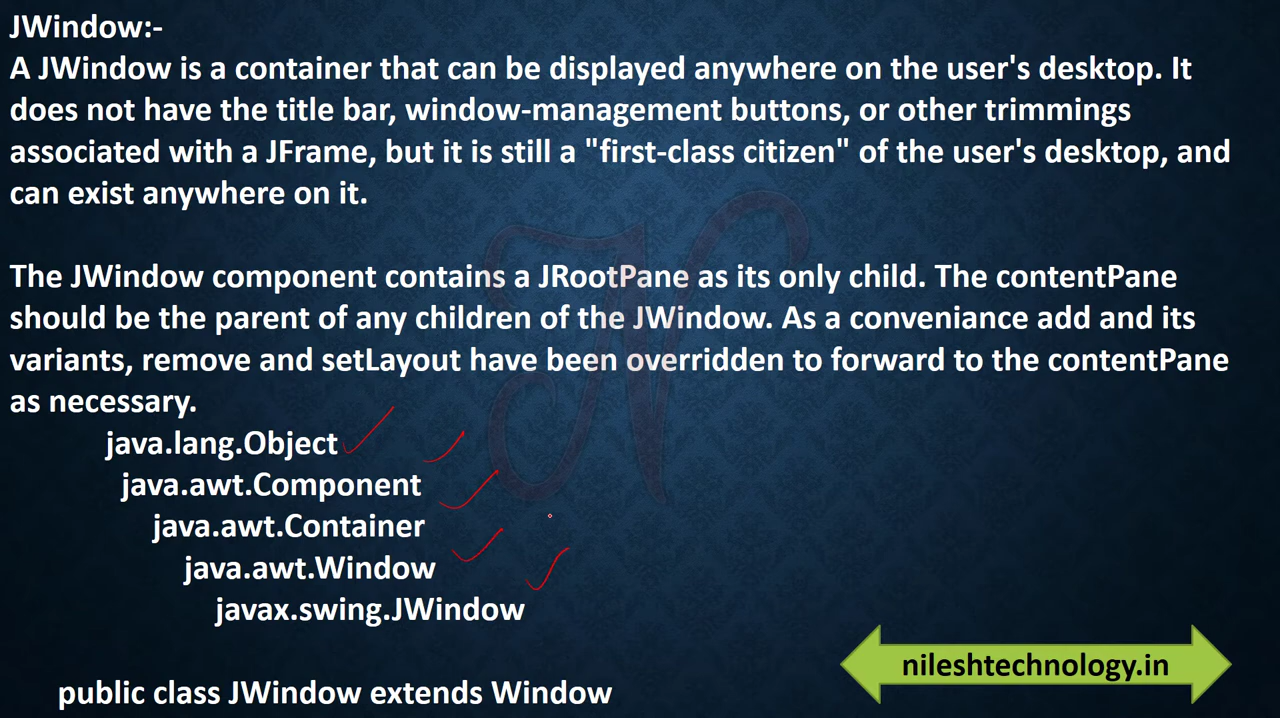 JWindow:-
A JWindow is a container that can be displayed anywhere on the user's desktop. It
does not have the title bar, window-management buttons, or other trimmings
associated with a JFrame, but it is still a "first-class citizen" of the user's desktop, and
can exist anywhere on it.
The JWindow component contains a JRootPane as its only child. The contentPane
should be the parent of any children of the JWindow. As a conveniance add and its
variants, remove and setLayout have been overridden to forward to the contentPane
as necessary.
java.lang.Object
java.awt.Component
java.awt.Container
java.awt.Window
javax.swing.JWindow
nileshtechnology.in
public class JWindow extends Window